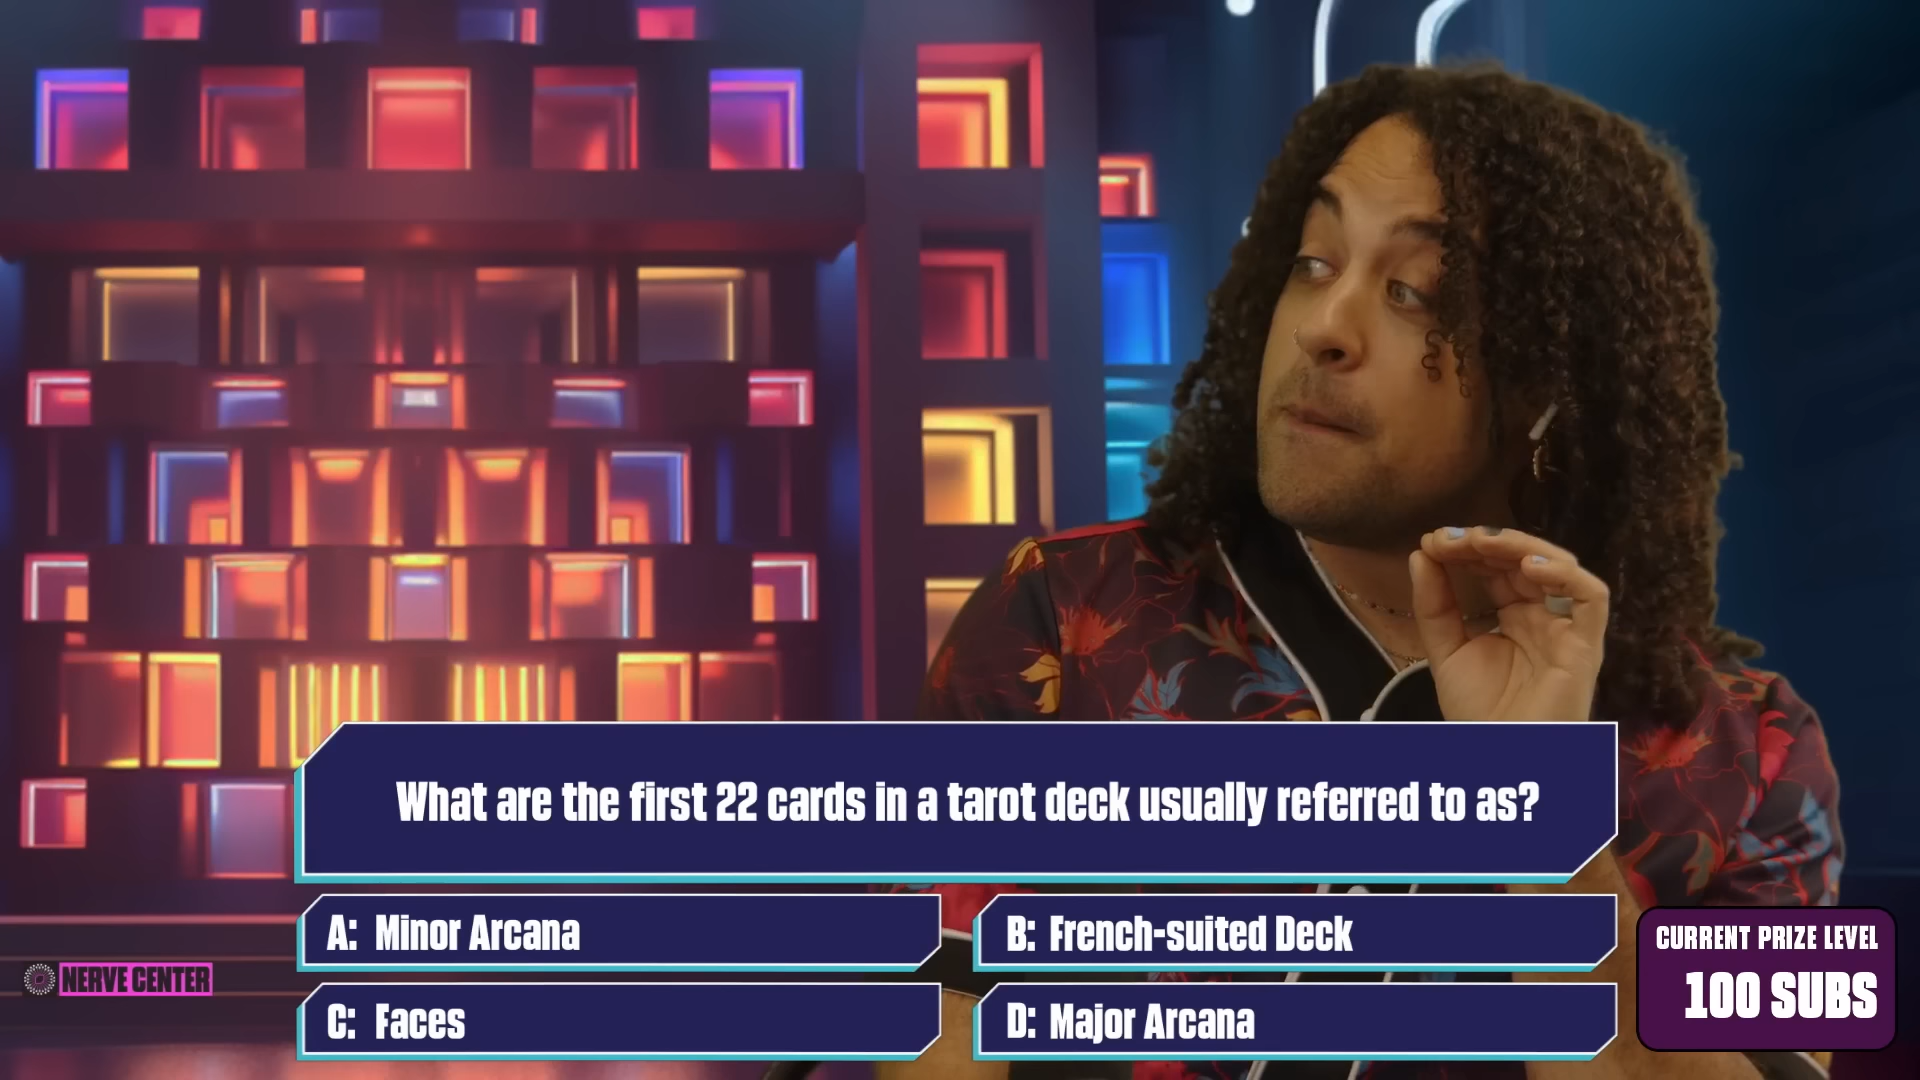 What are the first 22 cards in a tarot deck usually referred to as?
A: Minor Arcana
B: French-suited Deck
C: Faces
D: Major Arcana
CURRENT PRIZE LEVEL
100 SUBS
NERVE CENTER